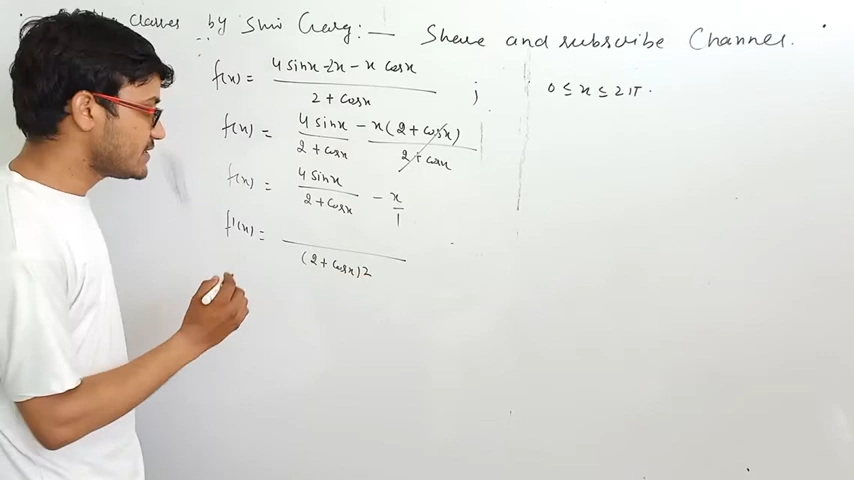 Classes by Shiv Garg:— Share and subscribe Channel.
f(x) = 4 sinx - 2x - x cosx / 2 + cosx ; 0 ≤ x ≤ 2π.
f(x) = 4 sinx / 2 + cosx - x(2 + cosx) / 2 + cosx
f(x) = 4 sinx / 2 + cosx - x / 1
f'(x) = / (2 + cosx)2